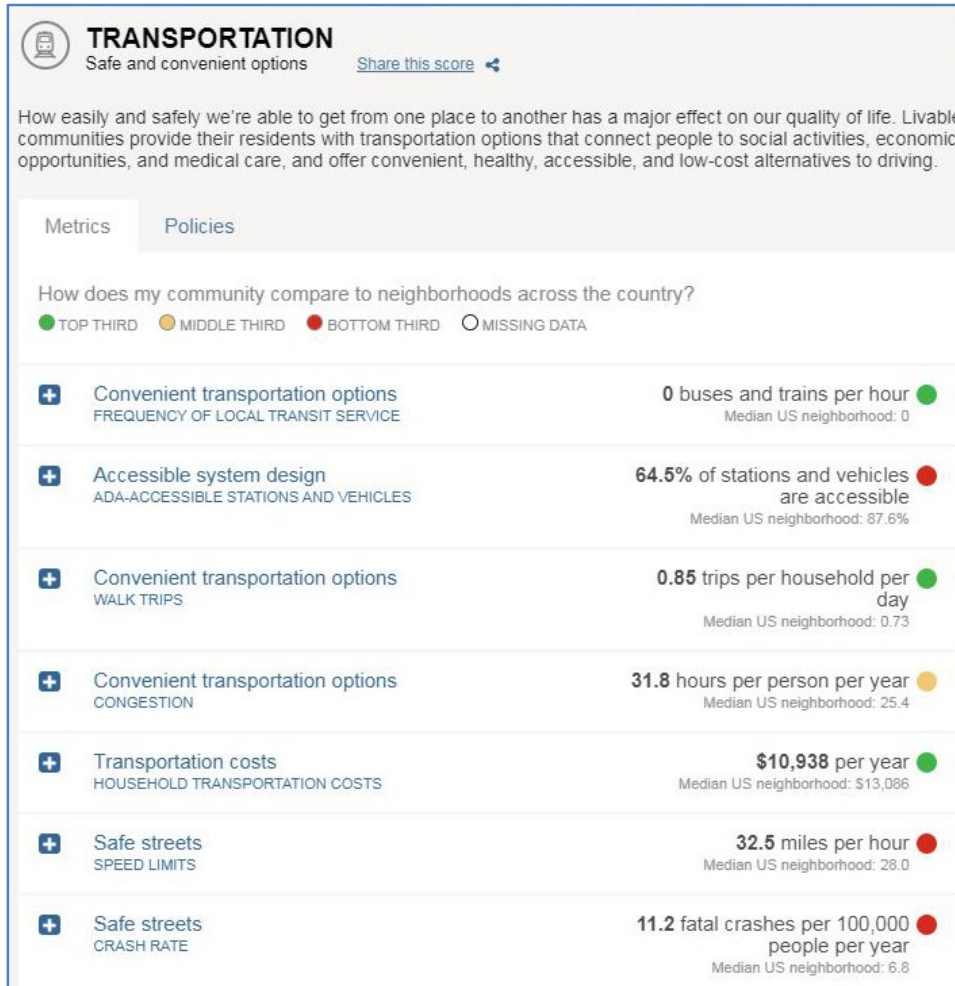 TRANSPORTATION
Safe and convenient options Share this score
How easily and safely we're able to get from one place to another has a major effect on our quality of life. Livable
communities provide their residents with transportation options that connect people to social activities, economic
opportunities, and medical care, and offer convenient, healthy, accessible, and low-cost alternatives to driving.
Metrics Policies
How does my community compare to neighborhoods across the country?
TOP THIRD MIDDLE THIRD BOTTOM THIRD MISSING DATA
Convenient transportation options 0 buses and trains per hour
FREQUENCY OF LOCAL TRANSIT SERVICE Median US neighborhood: 0
Accessible system design 64.5% of stations and vehicles
ADA-ACCESSIBLE STATIONS AND VEHICLES are accessible
Median US neighborhood: 87.6%
Convenient transportation options 0.85 trips per household per
WALK TRIPS day
Median US neighborhood: 0.73
Convenient transportation options 31.8 hours per person per year
CONGESTION Median US neighborhood: 25.4
Transportation costs $10,938 per year
HOUSEHOLD TRANSPORTATION COSTS Median US neighborhood: $13,086
Safe streets 32.5 miles per hour
SPEED LIMITS Median US neighborhood: 28.0
Safe streets 11.2 fatal crashes per 100,000
CRASH RATE people per year
Median US neighborhood: 6.8